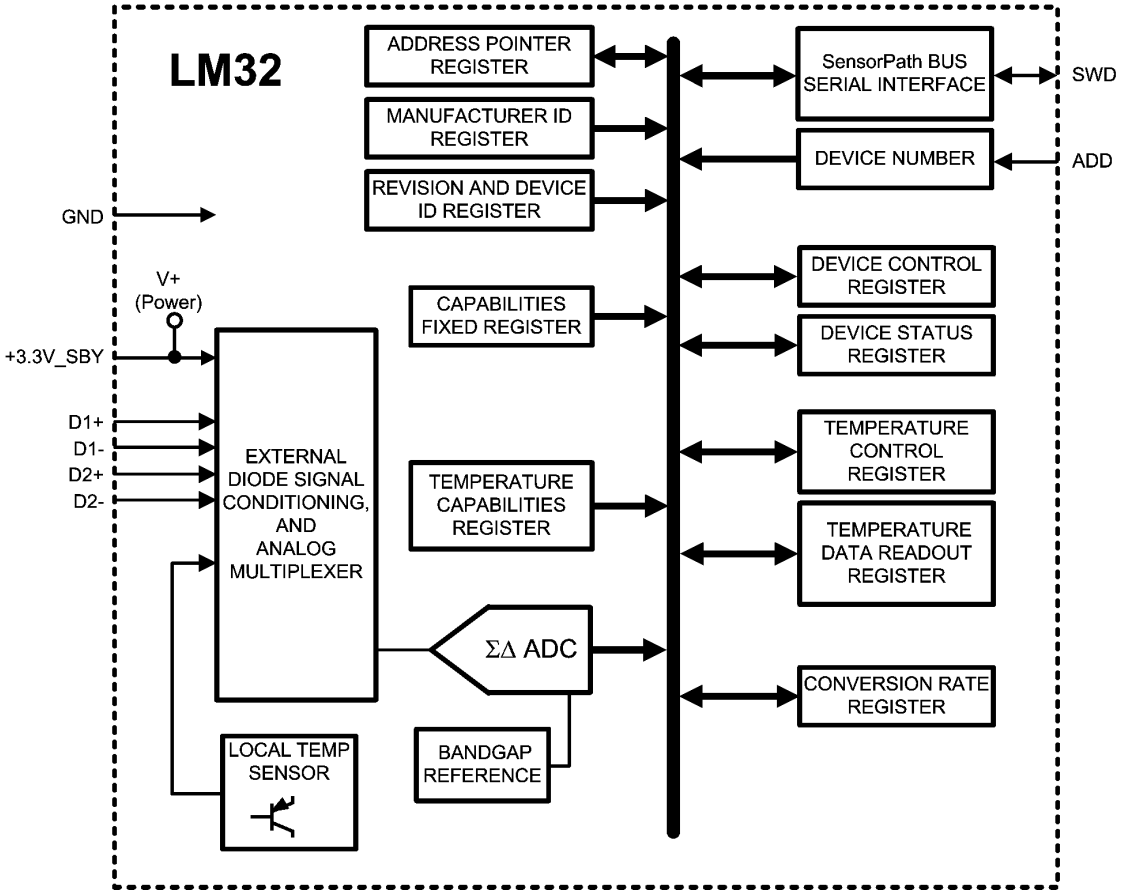 LM32
ADDRESS POINTER
REGISTER
MANUFACTURER ID
REGISTER
REVISION AND DEVICE
ID REGISTER
SensorPath BUS
SERIAL INTERFACE
SWD
DEVICE NUMBER
ADD
GND
V+
(Power)
+3.3V_SBY
D1+
D1-
D2+
D2-
EXTERNAL
DIODE SIGNAL
CONDITIONING,
AND
ANALOG
MULTIPLEXER
CAPABILITIES
FIXED REGISTER
DEVICE CONTROL
REGISTER
DEVICE STATUS
REGISTER
TEMPERATURE
CAPABILITIES
REGISTER
TEMPERATURE
CONTROL
REGISTER
TEMPERATURE
DATA READOUT
REGISTER
ΣΔ ADC
CONVERSION RATE
REGISTER
LOCAL TEMP
SENSOR
BANDGAP
REFERENCE